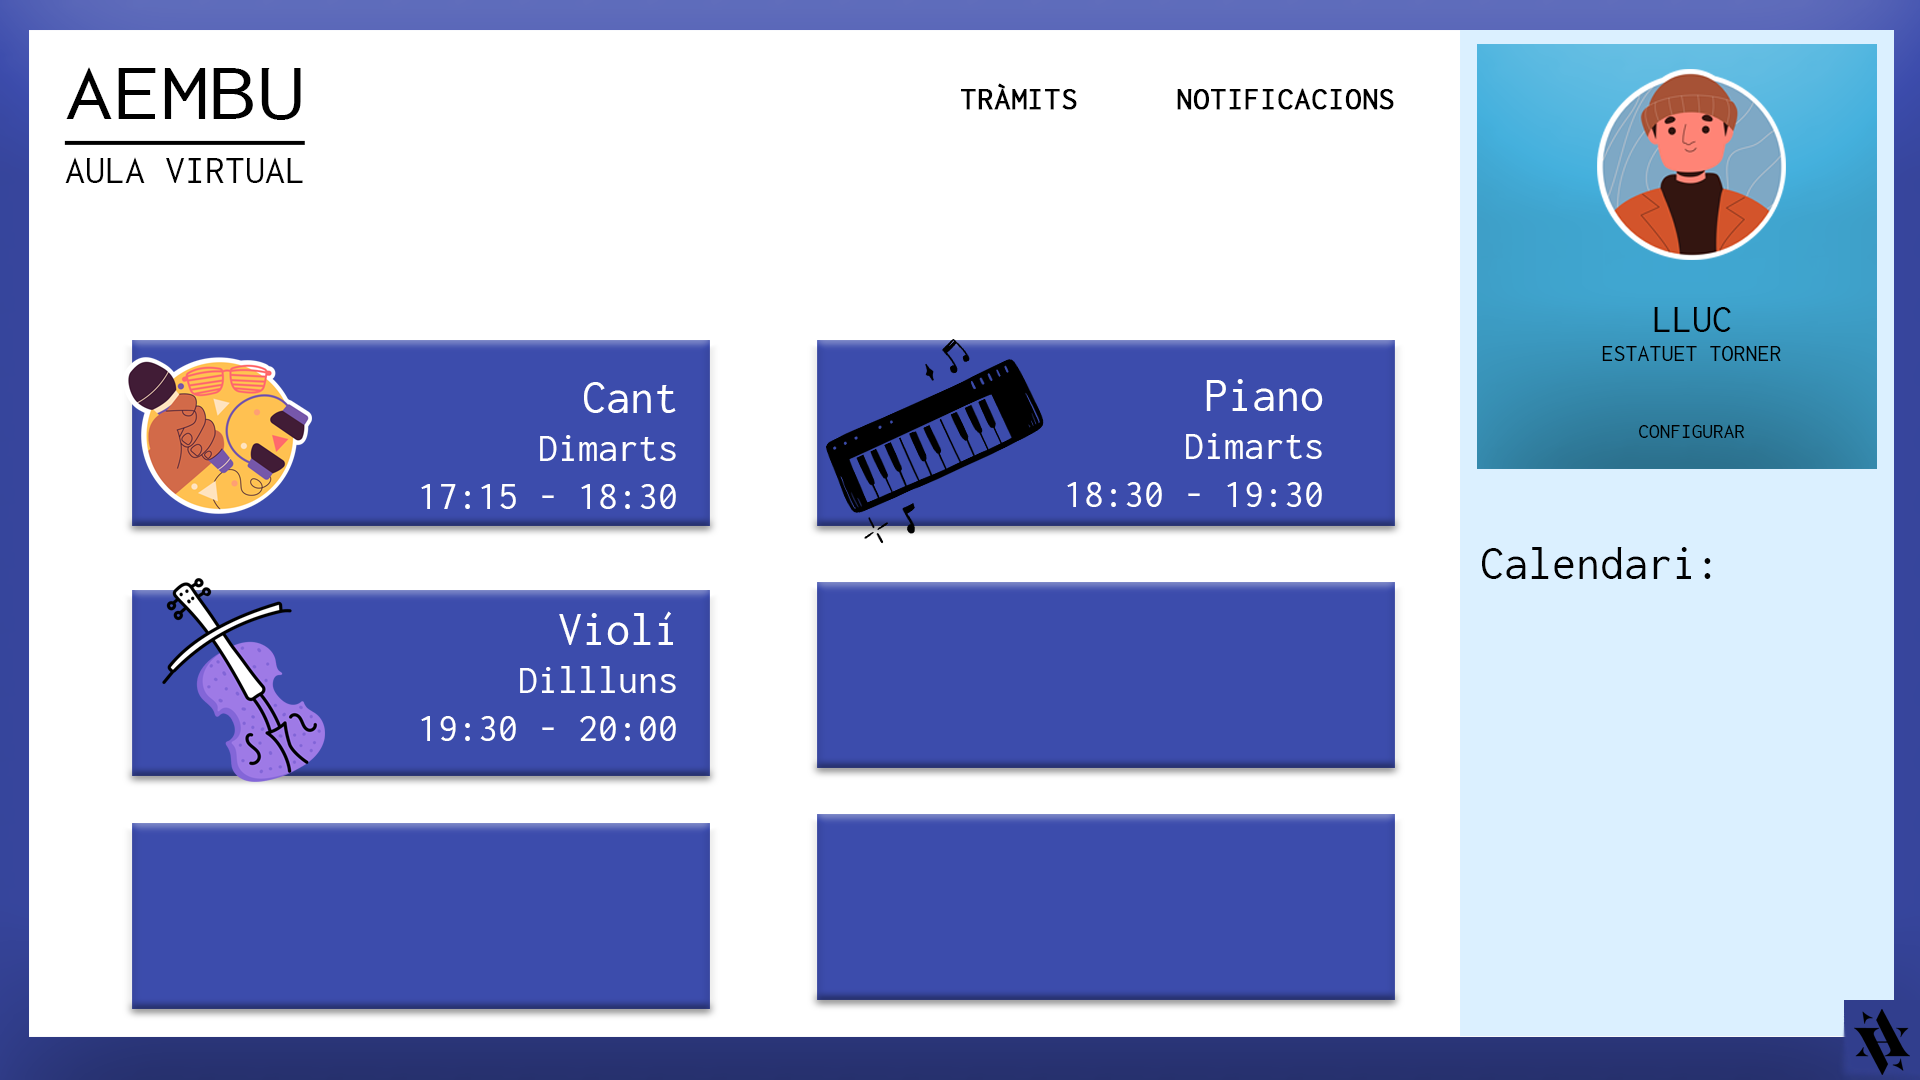 AEMBU
AULA VIRTUAL
TRÀMITS
NOTIFICACIONS
Cant
Dimarts
17:15 - 18:30
Piano
Dimarts
18:30 - 19:30
Violí
Dillluns
19:30 - 20:00
LLUC
ESTATUET TORNER
CONFIGURAR
Calendari: